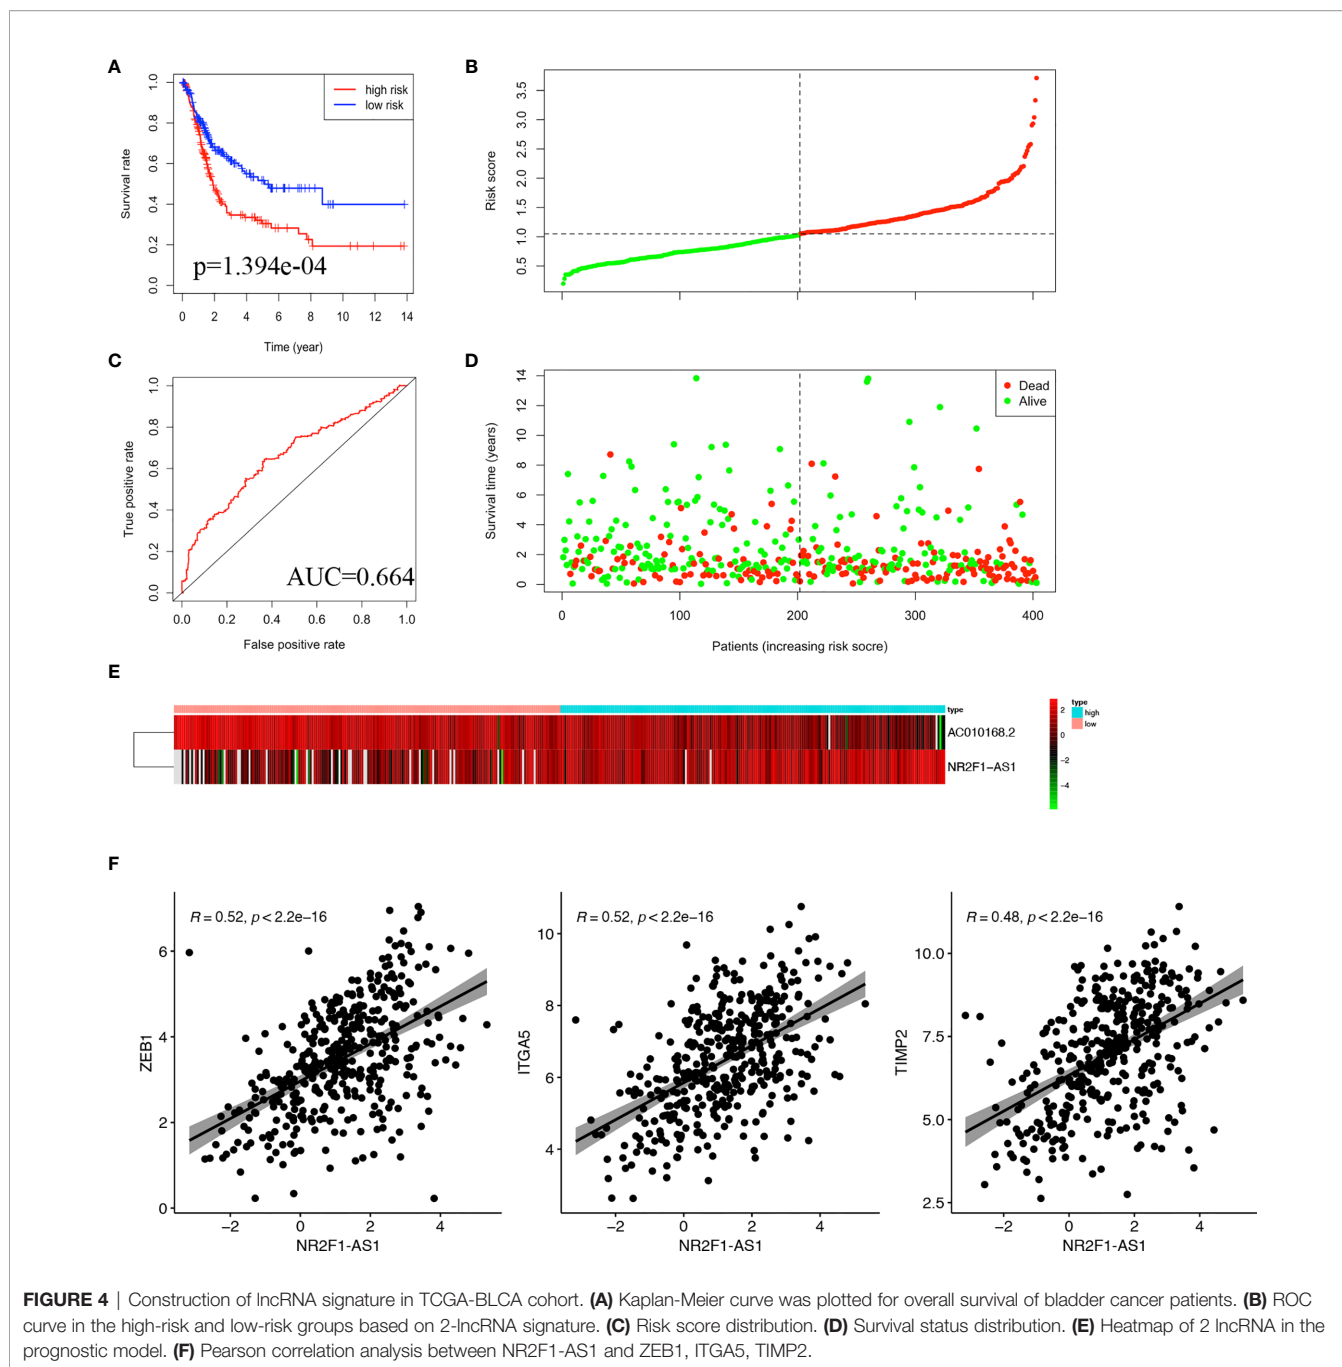 A
high risk
low risk
Survival rate
0.0 0.2 0.4 0.6 0.8 1.0
p=1.394e-04
0 2 4 6 8 10 12 14
Time (year)
B
Risk score
0.5 1.0 1.5 2.0 2.5 3.0 3.5
C
True positive rate
0.0 0.2 0.4 0.6 0.8 1.0
AUC=0.664
0.0 0.2 0.4 0.6 0.8 1.0
False positive rate
D
Dead
Alive
Survival time (years)
0 2 4 6 8 10 12 14
0 100 200 300 400
Patients (increasing risk socre)
E
type
AC010168.2
NR2F1-AS1
2
0
−2
−4
type
high
low
F
R = 0.52, p < 2.2e−16
ZEB1
0 2 4 6
−2 0 2 4
NR2F1-AS1
R = 0.52, p < 2.2e−16
ITGA5
4 6 8 10
−2 0 2 4
NR2F1-AS1
R = 0.48, p < 2.2e−16
TIMP2
2.5 5.0 7.5 10.0
−2 0 2 4
NR2F1-AS1
FIGURE 4 | Construction of lncRNA signature in TCGA-BLCA cohort. (A) Kaplan-Meier curve was plotted for overall survival of bladder cancer patients. (B) ROC
curve in the high-risk and low-risk groups based on 2-lncRNA signature. (C) Risk score distribution. (D) Survival status distribution. (E) Heatmap of 2 lncRNA in the
prognostic model. (F) Pearson correlation analysis between NR2F1-AS1 and ZEB1, ITGA5, TIMP2.